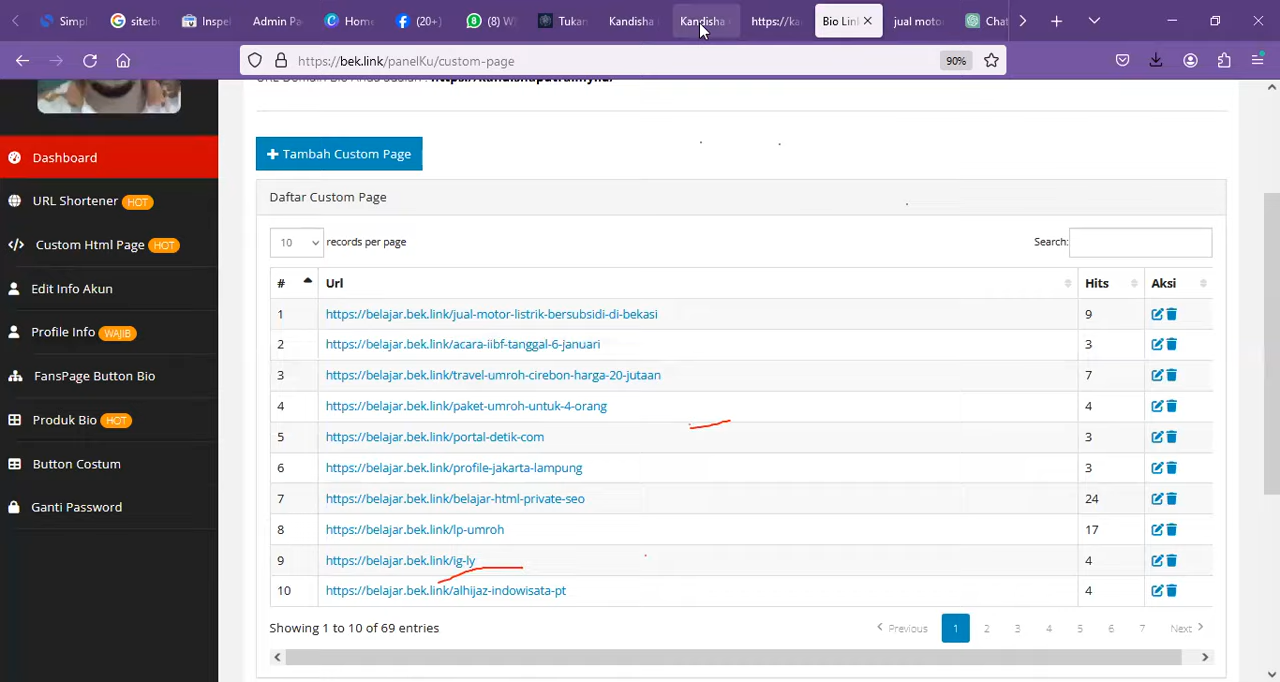 Simpl
site:b
Inspel
Admin Pa
Home
(20+)
(8) W
Tukan
Kandisha
Kandisha
https://ka
Bio Lin
jual moto
Chat
https://bek.link/panelKu/custom-page
90%
Dashboard
URL Shortener HOT
Custom Html Page HOT
Edit Info Akun
Profile Info WAJIB
FansPage Button Bio
Produk Bio HOT
Button Costum
Ganti Password
Tambah Custom Page
Daftar Custom Page
10 records per page
Search:
# Url Hits Aksi
1 https://belajar.bek.link/jual-motor-listrik-bersubsidi-di-bekasi 9
2 https://belajar.bek.link/acara-iibf-tanggal-6-januari 3
3 https://belajar.bek.link/travel-umroh-cirebon-harga-20-jutaan 7
4 https://belajar.bek.link/paket-umroh-untuk-4-orang 4
5 https://belajar.bek.link/portal-detik-com 3
6 https://belajar.bek.link/profile-jakarta-lampung 3
7 https://belajar.bek.link/belajar-html-private-seo 24
8 https://belajar.bek.link/lp-umroh 17
9 https://belajar.bek.link/ig-ly 4
10 https://belajar.bek.link/alhijaz-indowisata-pt 4
Showing 1 to 10 of 69 entries
Previous 1 2 3 4 5 6 7 Next